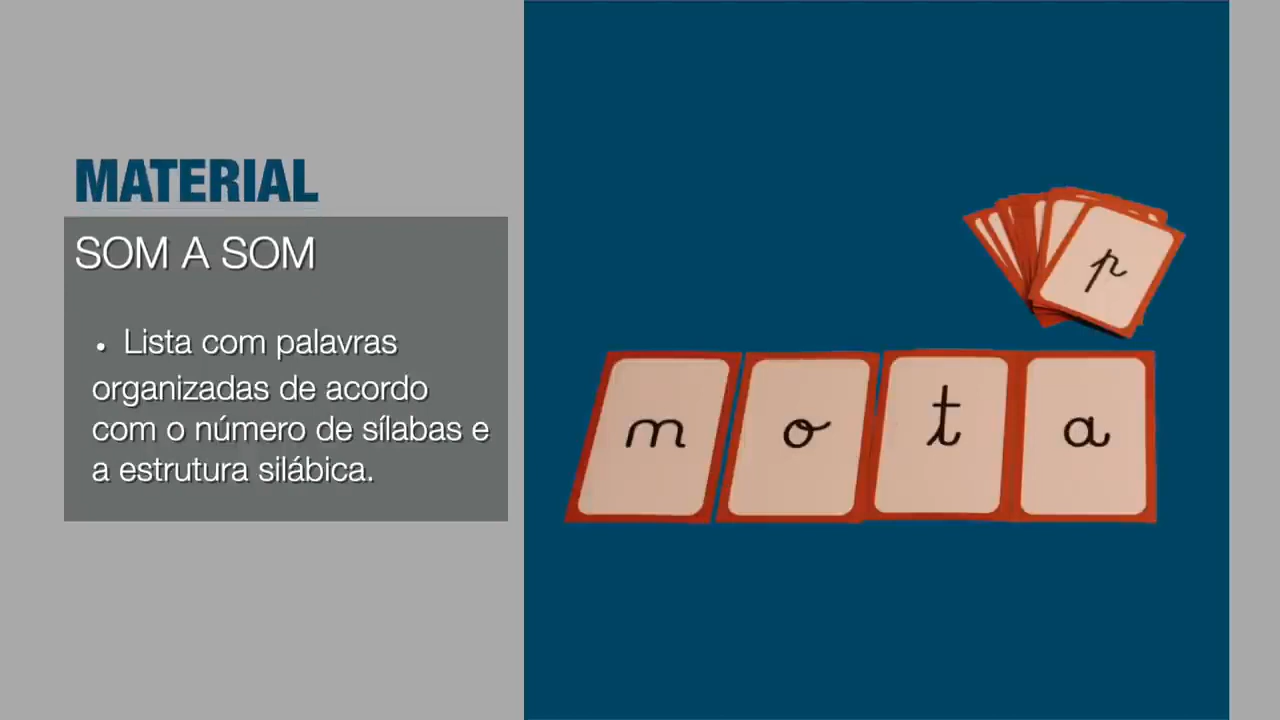 MATERIAL
SOM A SOM
• Lista com palavras
organizadas de acordo
com o número de sílabas e
a estrutura silábica.
p
m o t a